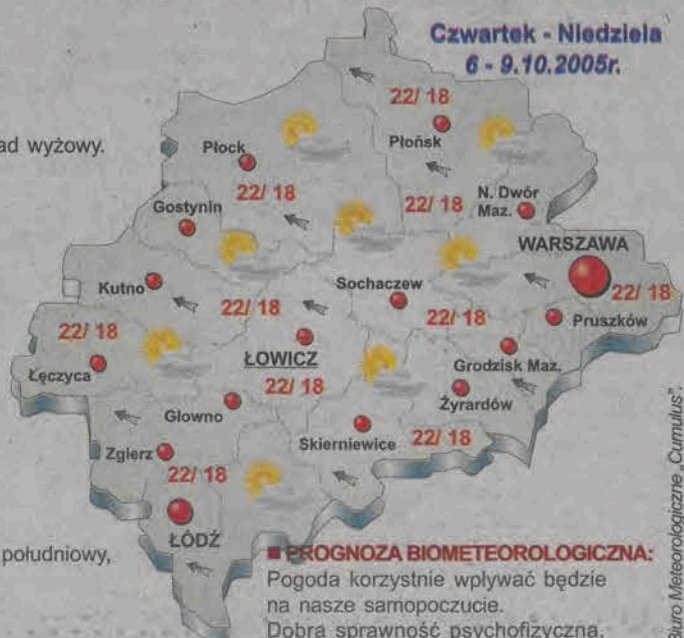 Czwartek - Niedziela
6 - 9.10.2005r.
ad wyżowy.
22/ 18
Płońsk
Płock
22/ 18
22/ 18
N. Dwór
Maz.
Gostynin
WARSZAWA
Kutno
Sochaczew
22/ 18
22/ 18
22/ 18
Pruszków
22/ 18
ŁOWICZ
Grodzisk Maz.
Łęczyca
22/ 18
Żyrardów
Głowno
Skierniewice
22/ 18
Zgierz
22/ 18
ŁÓDŹ
południowy,
PROGNOZA BIOMETEOROLOGICZNA:
Pogoda korzystnie wpływać będzie
na nasze samopoczucie.
Dobra sprawność psychofizyczna.
Biuro Meteorologiczne „Cumulus".